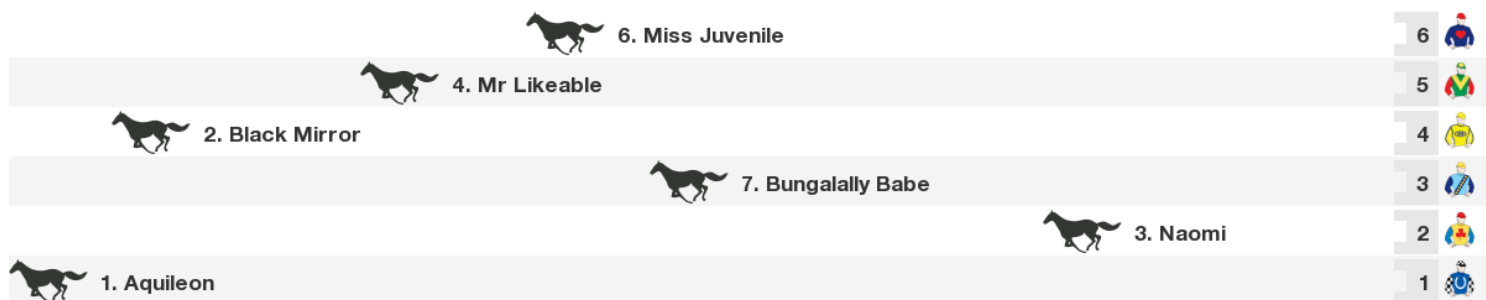 6. Miss Juvenile 6
4. Mr Likeable 5
2. Black Mirror 4
7. Bungalally Babe 3
3. Naomi 2
1. Aquileon 1